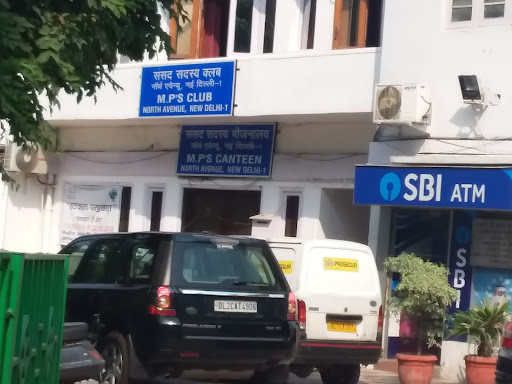 संसद सदस्य क्लब
नॉर्थ एवेन्यू, नई दिल्ली-1
M.P'S CLUB
NORTH AVENUE, NEW DELHI-1
संसद सदस्य भोजनालय
नॉर्थ एवेन्यू, नई दिल्ली-1
M.P'S CANTEEN
NORTH AVENUE, NEW DELHI-1
SBI ATM
SBI
DL2CAT4906